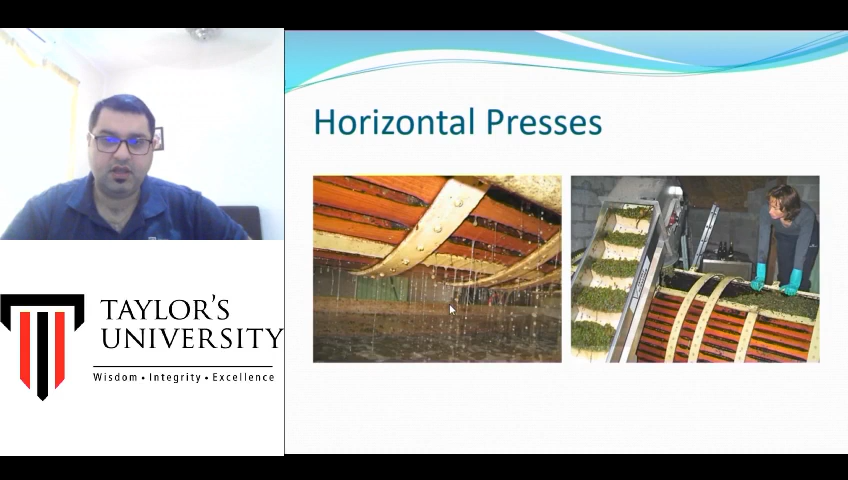 Horizontal Presses
TAYLOR'S
UNIVERSITY
Wisdom • Integrity • Excellence